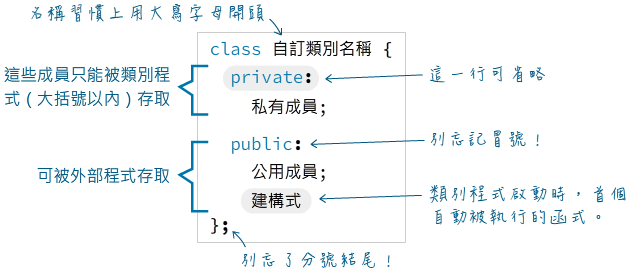 名稱習慣上用大寫字母開頭
class 自訂類別名稱 {
這些成員只能被類別程
式（大括號以內）存取
private:
這一行可省略
私有成員;
public:
別忘記冒號！
可被外部程式存取
公用成員;
建構式
類別程式啟動時，首個
自動被執行的函式。
};
別忘了分號結尾！